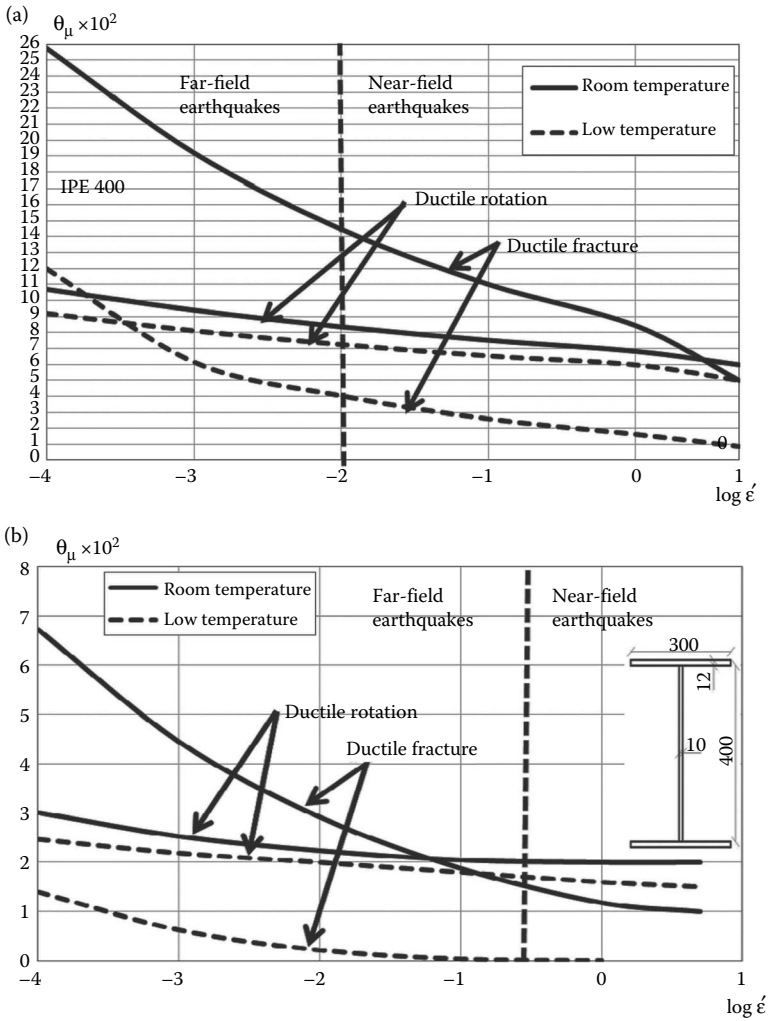 (a)
θμ ×10²
26
25
24
23
22
21
20
19
18
17
16
14
12
11
10
9
8
7
6
5
4
3
2
1
0
Far-field
earthquakes
Near-field
earthquakes
Room temperature
Low temperature
IPE 400
Ductile rotation
Ductile fracture
0
−4
−3
−2
−1
0
1
log ε̇
(b)
θμ ×10²
8
7
6
5
4
3
2
1
0
Room temperature
Low temperature
Far-field
earthquakes
Near-field
earthquakes
300
12
10
400
Ductile rotation
Ductile fracture
−4
−3
−2
−1
0
1
log ε̇